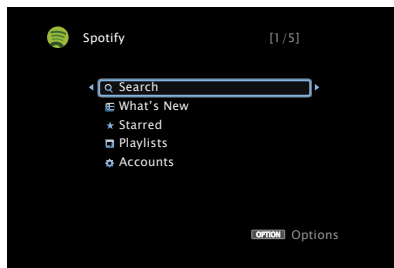 Spotify [1/5]
Search
What's New
Starred
Playlists
Accounts
OPTION Options